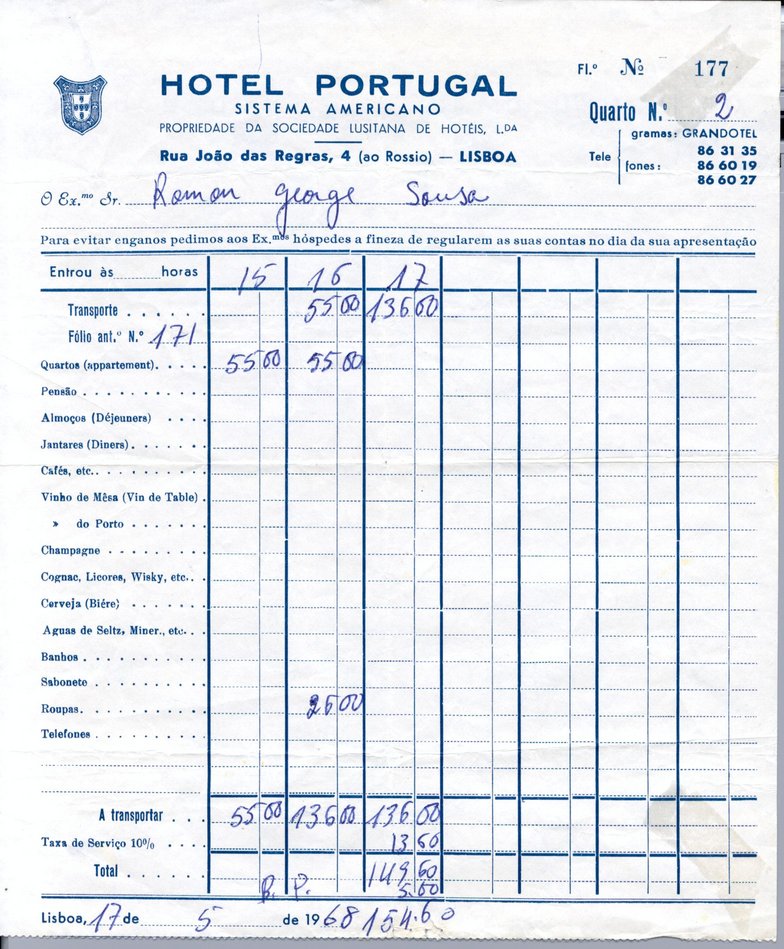 HOTEL PORTUGAL
SISTEMA AMERICANO
PROPRIEDADE DA SOCIEDADE LUSITANA DE HOTÉIS, L.DA
Rua João das Regras, 4 (ao Rossio) — LISBOA
Fl.º Nº 177
Quarto N.º 2
Tele gramas: GRANDOTEL
fones: 86 31 35
86 60 19
86 60 27
O Ex.mo Sr. Ramon George Sousa
Para evitar enganos pedimos aos Ex.mos hóspedes a fineza de regularem as suas contas no dia da sua apresentação
Entrou às horas 15 16 17
Transporte . . . . . . 55 00 136 00
Fólio ant.º N.º 171
Quartos (appartement). . . . . 55 00 55 00
Pensão . . . . . . . . . .
Almoços (Déjeuners) . . . .
Jantares (Diners). . . . . . .
Cafés, etc. . . . . . . . . .
Vinho de Mêsa (Vin de Table) .
» do Porto . . . . . . .
Champagne . . . . . . . . .
Cognac, Licores, Wisky, etc. . .
Cerveja (Biére) . . . . . . .
Aguas de Seltz, Miner., etc. . .
Banhos . . . . . . . . . .
Sabonete . . . . . . . . .
Roupas. . . . . . . . . . . 26 00
Telefones . . . . . . . . .
A transportar . . . 55 00 136 00 136 00
Taxa de Serviço 10% . . . . 13 60
Total . . . . . . 149 60
B. P. 5.00
Lisboa, 17 de 5 de 1968 154.60